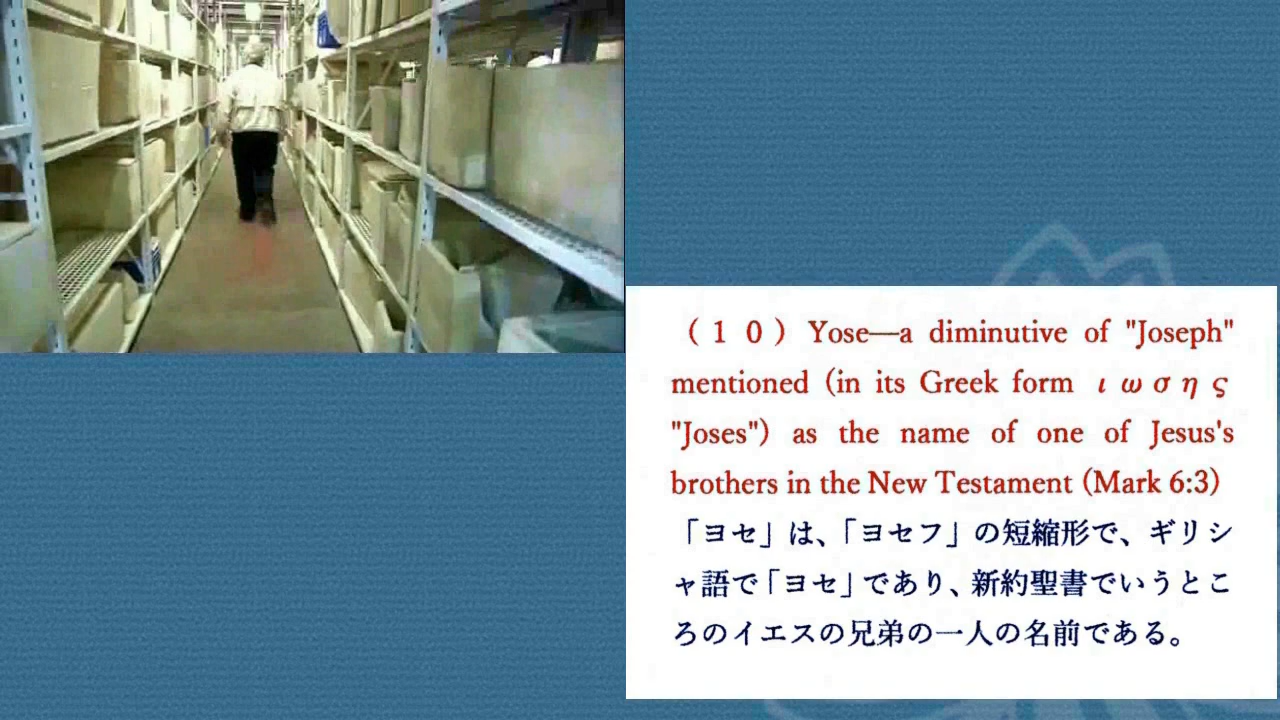 （１０）Yose—a diminutive of "Joseph"
mentioned (in its Greek form ιωσης
"Joses") as the name of one of Jesus's
brothers in the New Testament (Mark 6:3)
「ヨセ」は、「ヨセフ」の短縮形で、ギリシ
ャ語で「ヨセ」であり、新約聖書でいうとこ
ろのイエスの兄弟の一人の名前である。